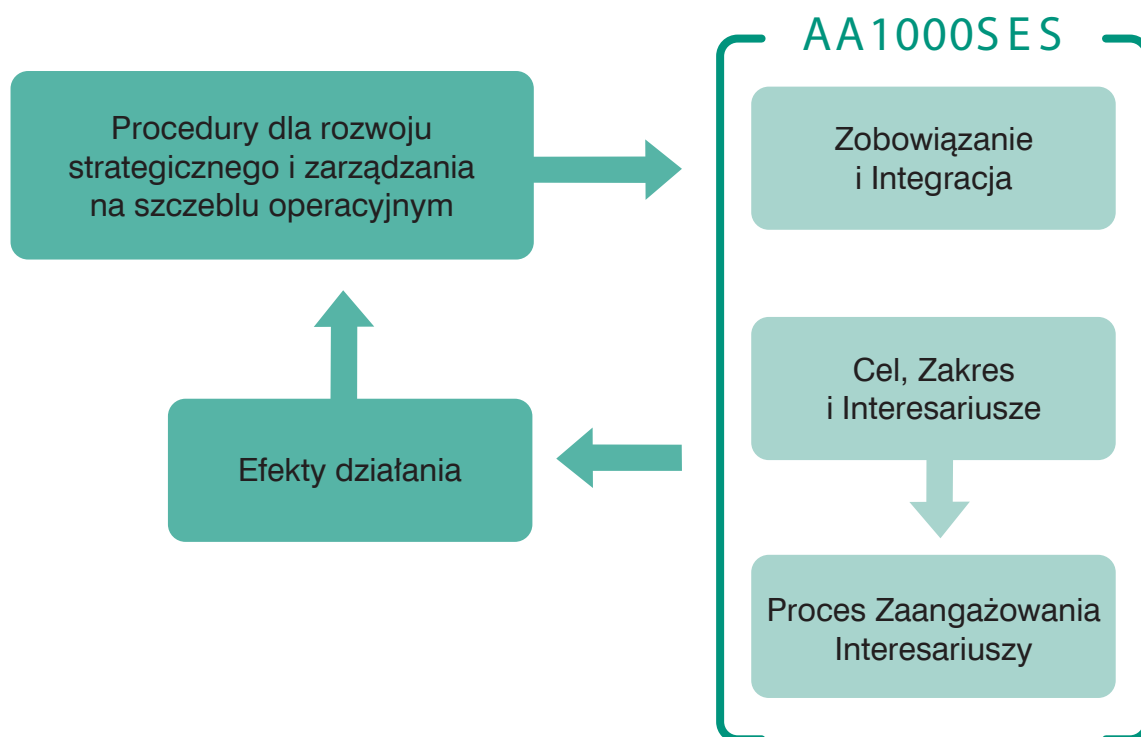 AA1000SES
Procedury dla rozwoju
strategicznego i zarządzania
na szczeblu operacyjnym
Zobowiązanie
i Integracja
Cel, Zakres
i Interesariusze
Efekty działania
Proces Zaangażowania
Interesariuszy